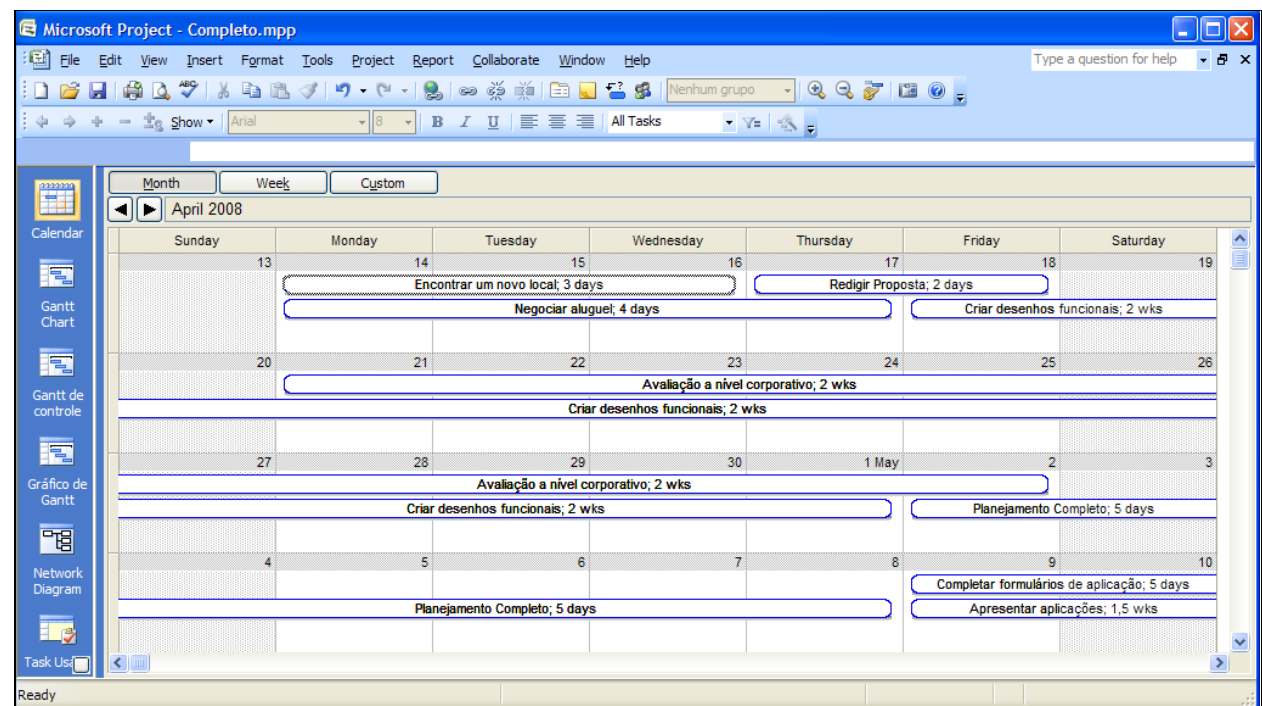 Microsoft Project - Completo.mpp
File Edit View Insert Format Tools Project Report Collaborate Window Help Type a question for help
Nenhum grupo
Show Arial 8 B I U All Tasks
Month Week Custom
April 2008
Calendar
Gantt
Chart
Gantt de
controle
Gráfico de
Gantt
Network
Diagram
Task Usa
Sunday Monday Tuesday Wednesday Thursday Friday Saturday
13 14 15 16 17 18 19
Encontrar um novo local; 3 days Redigir Proposta; 2 days
Negociar aluguel; 4 days Criar desenhos funcionais; 2 wks
20 21 22 23 24 25 26
Avaliação a nível corporativo; 2 wks
Criar desenhos funcionais; 2 wks
27 28 29 30 1 May 2 3
Avaliação a nível corporativo; 2 wks
Criar desenhos funcionais; 2 wks Planejamento Completo; 5 days
4 5 6 7 8 9 10
Completar formulários de aplicação; 5 days
Planejamento Completo; 5 days Apresentar aplicações; 1,5 wks
Ready